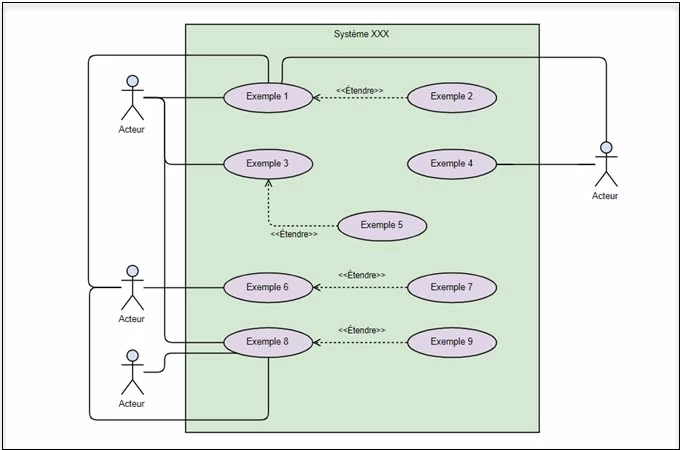 Système XXX
<<Étendre>>
Exemple 1
Exemple 2
Acteur
Exemple 3
Exemple 4
Acteur
Exemple 5
<<Étendre>>
<<Étendre>>
Exemple 6
Exemple 7
Acteur
<<Étendre>>
Exemple 8
Exemple 9
Acteur